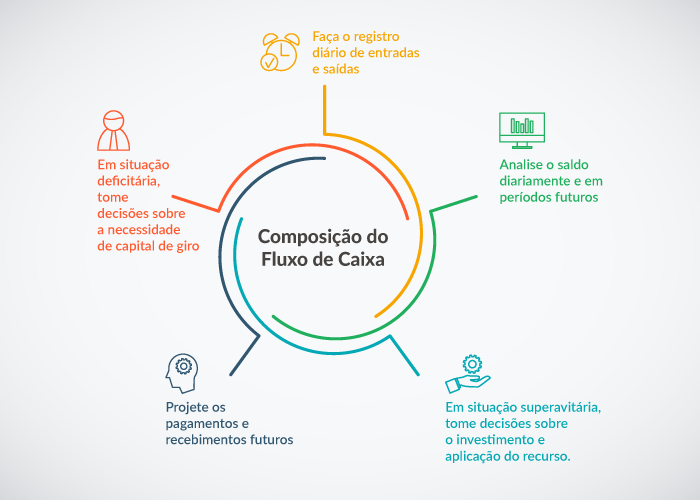 Faça o registro
diário de entradas
e saídas
Analise o saldo
diariamente e em
períodos futuros
Em situação
deficitária,
tome
decisões sobre
a necessidade
de capital de giro
Composição do
Fluxo de Caixa
Projete os
pagamentos e
recebimentos futuros
Em situação superavitária,
tome decisões sobre
o investimento e
aplicação do recurso.